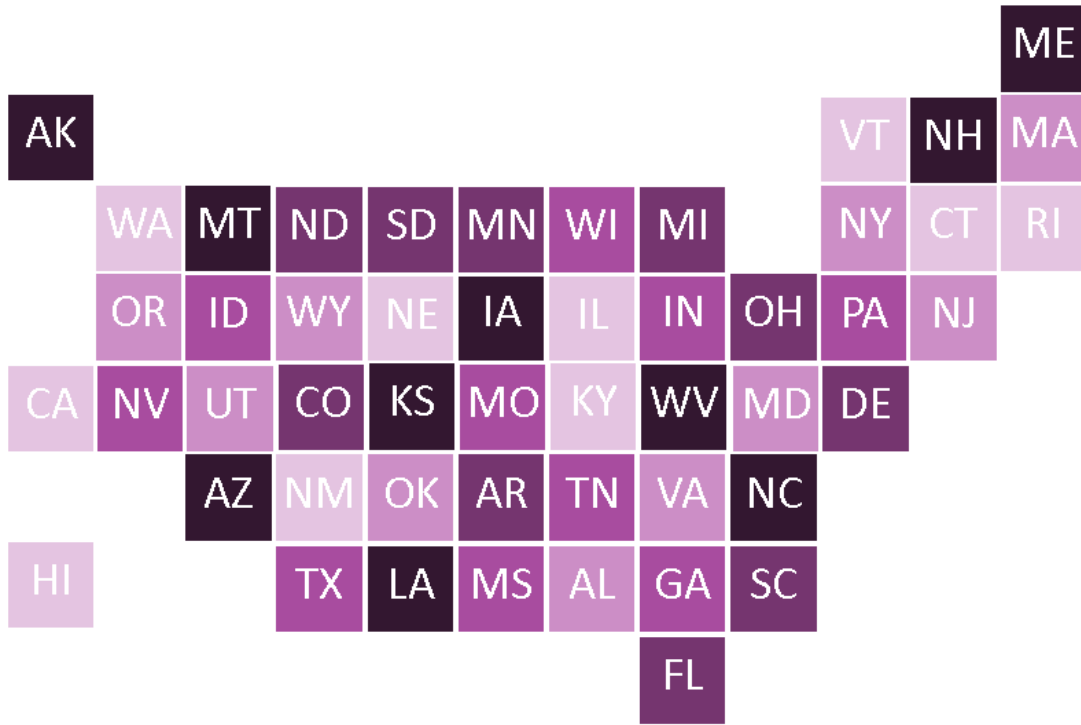 ME
AK VT NH MA
WA MT ND SD MN WI MI NY CT RI
OR ID WY NE IA IL IN OH PA NJ
CA NV UT CO KS MO KY WV MD DE
AZ NM OK AR TN VA NC
HI TX LA MS AL GA SC
FL